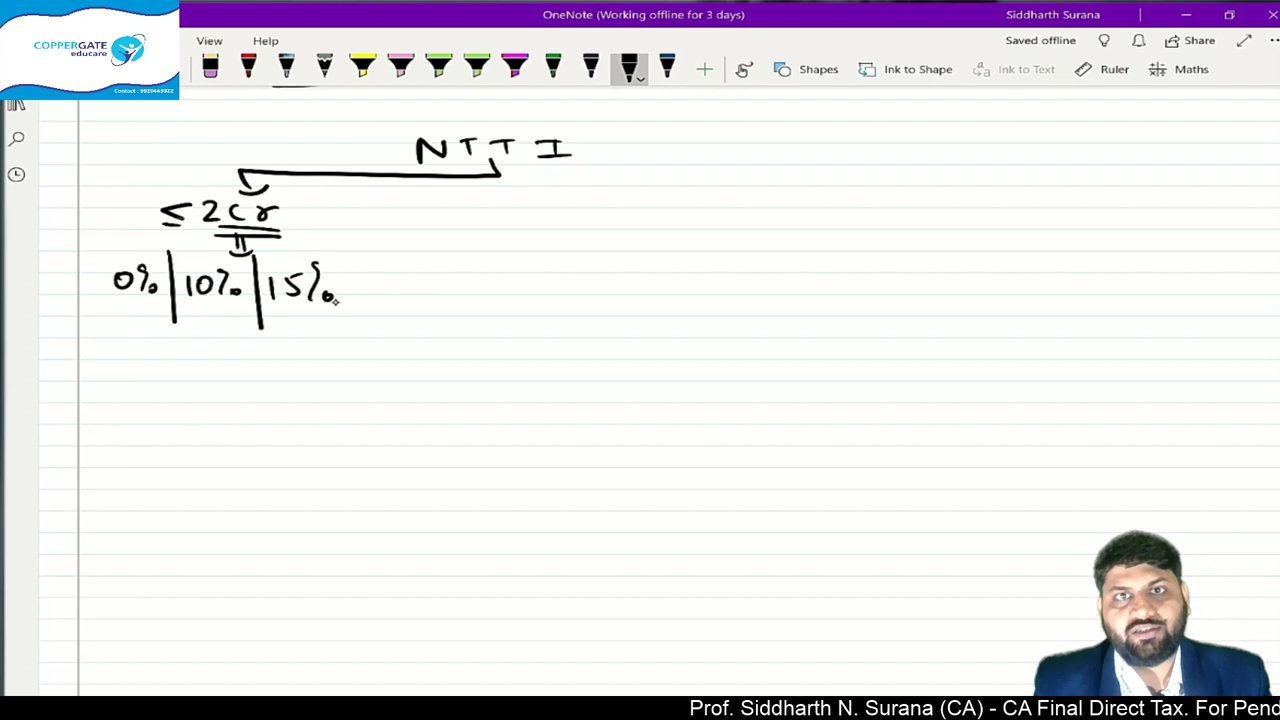 COPPERGATE
educare
Contact : 9920443922
OneNote (Working offline for 3 days)
Siddharth Surana
View Help
Saved offline
Share
Shapes
Ink to Shape
Ink to Text
Ruler
Maths
N T T I
≤ 2 cr
0% | 10% | 15%
Prof. Siddharth N. Surana (CA) - CA Final Direct Tax. For Pend